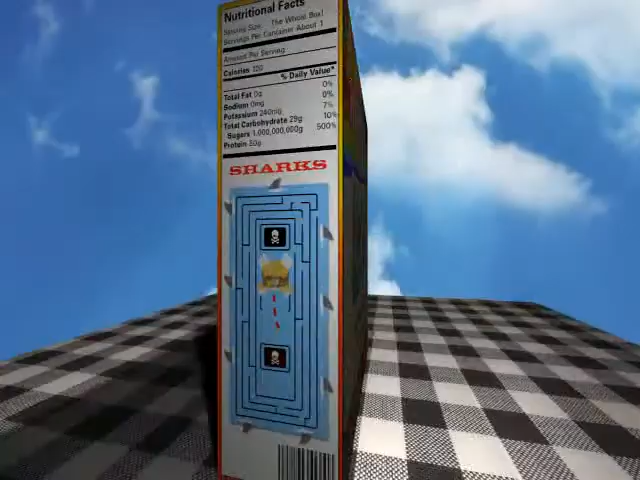 Nutritional Facts
Serving Size: The Whole Box!
Servings Per Container About 1
Amount Per Serving
Calories 120
% Daily Value*
Total Fat 0g 0%
Sodium 0mg 0%
Potassium 240mg 7%
Total Carbohydrate 29g 10%
Sugars 1,000,000,000g 500%
Protein 50g
SHARKS